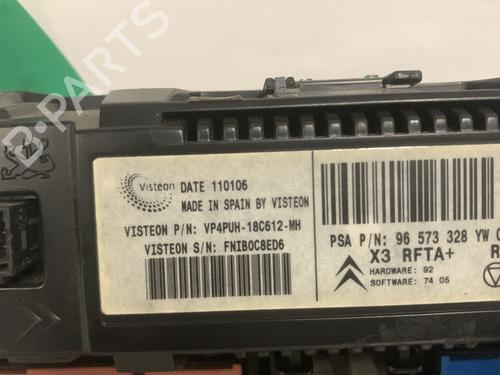 B-PARTS
Visteon
DATE 110106
MADE IN SPAIN BY VISTEON
VISTEON P/N: VP4PUH-18C612-MH
VISTEON S/N: FNIB0C8ED6
PSA P/N: 96 573 328 YW
X3 RFTA+ R
HARDWARE: 92
SOFTWARE: 74 05